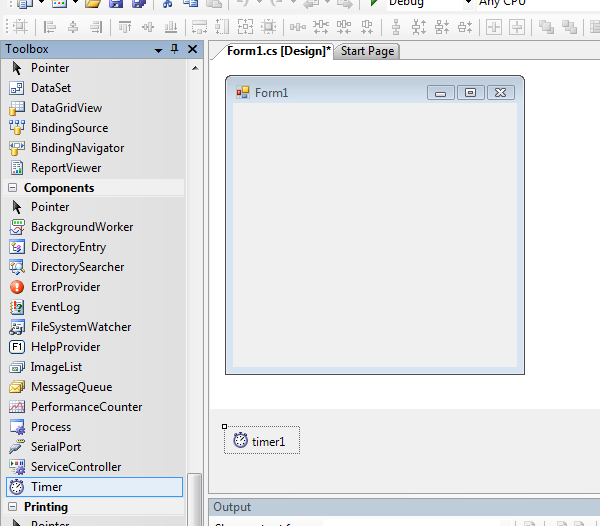 Debug
Any CPU
Toolbox
Form1.cs [Design]*
Start Page
Pointer
DataSet
DataGridView
BindingSource
BindingNavigator
ReportViewer
Components
Pointer
BackgroundWorker
DirectoryEntry
DirectorySearcher
ErrorProvider
EventLog
FileSystemWatcher
HelpProvider
ImageList
MessageQueue
PerformanceCounter
Process
SerialPort
ServiceController
Timer
Printing
Pointer
Form1
timer1
Output